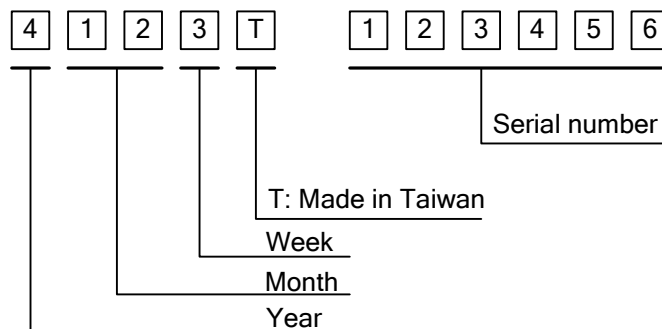 4 1 2 3 T 1 2 3 4 5 6
Serial number
T: Made in Taiwan
Week
Month
Year